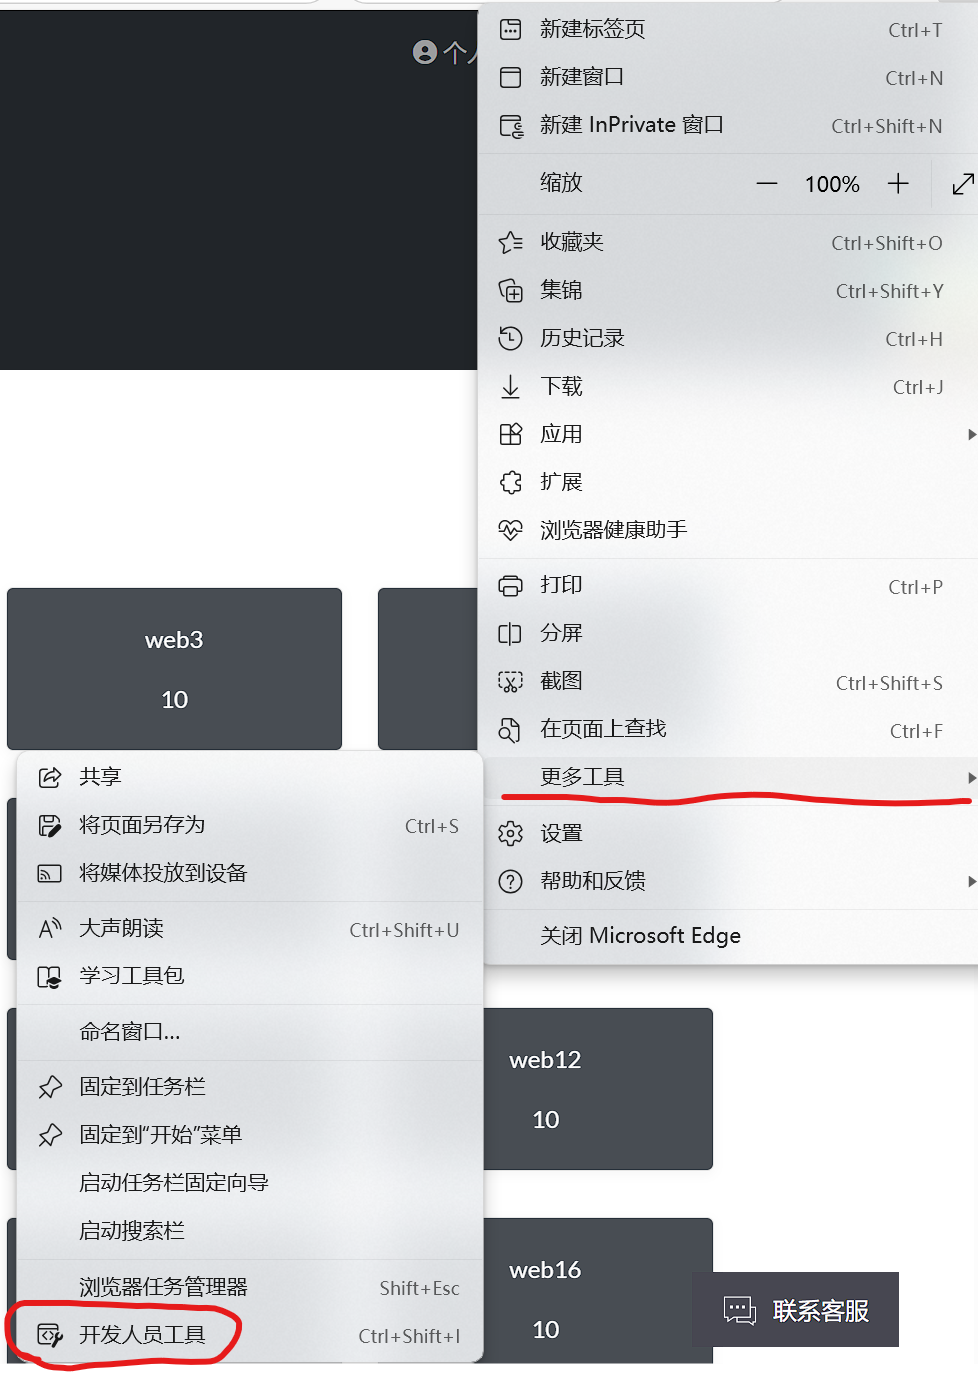 个人
新建标签页 Ctrl+T
新建窗口 Ctrl+N
新建 InPrivate 窗口 Ctrl+Shift+N
缩放 — 100% +
收藏夹 Ctrl+Shift+O
集锦 Ctrl+Shift+Y
历史记录 Ctrl+H
下载 Ctrl+J
应用
扩展
浏览器健康助手
打印 Ctrl+P
分屏
截图 Ctrl+Shift+S
在页面上查找 Ctrl+F
更多工具
设置
帮助和反馈
关闭 Microsoft Edge
web3
10
共享
将页面另存为 Ctrl+S
将媒体投放到设备
大声朗读 Ctrl+Shift+U
学习工具包
命名窗口...
固定到任务栏
固定到“开始”菜单
启动任务栏固定向导
启动搜索栏
浏览器任务管理器 Shift+Esc
开发人员工具 Ctrl+Shift+I
web12
10
web16
10
联系客服